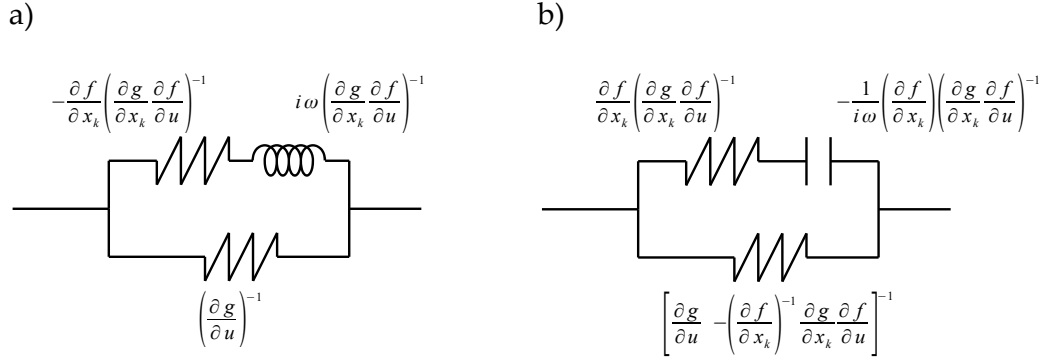 a)
b)
−∂f/∂x_k (∂g/∂x_k ∂f/∂u)^−1
iω (∂g/∂x_k ∂f/∂u)^−1
∂f/∂x_k (∂g/∂x_k ∂f/∂u)^−1
−1/iω (∂f/∂x_k)(∂g/∂x_k ∂f/∂u)^−1
(∂g/∂u)^−1
[∂g/∂u −(∂f/∂x_k)^−1 ∂g/∂x_k ∂f/∂u]^−1